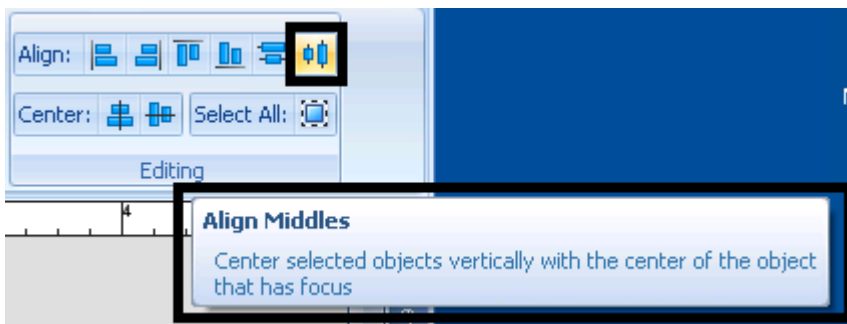 Align:
Center:
Select All:
Editing
4
Align Middles
Center selected objects vertically with the center of the object
that has focus